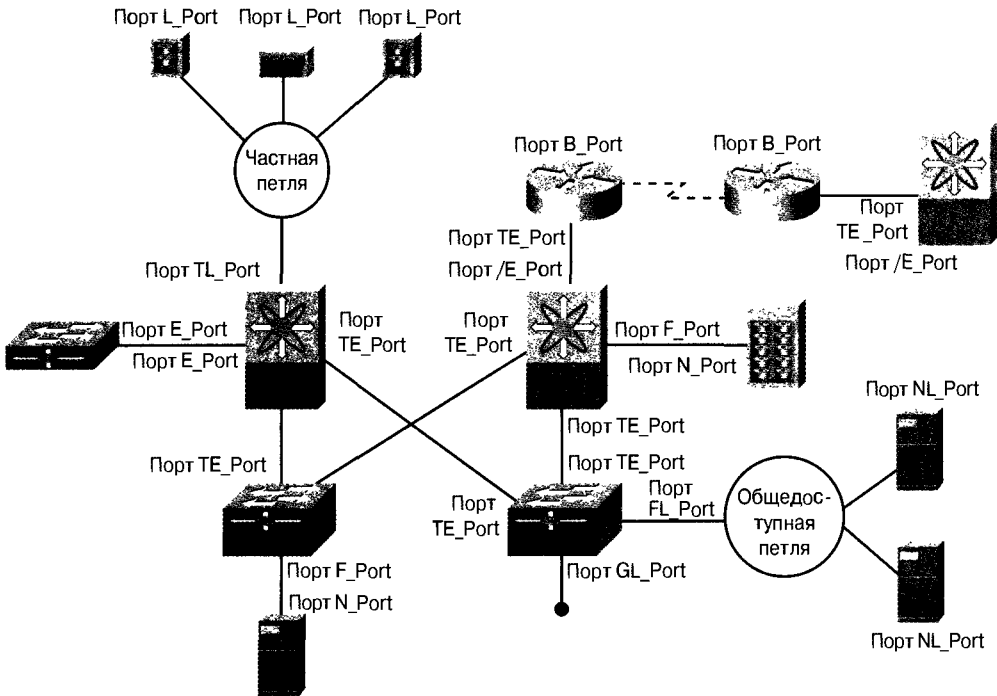 Порт L_Port
Порт L_Port
Порт L_Port
Частная
петля
Порт B_Port
Порт B_Port
Порт
TE_Port
Порт /E_Port
Порт TE_Port
Порт /E_Port
Порт TL_Port
Порт E_Port
Порт E_Port
Порт
TE_Port
Порт
TE_Port
Порт F_Port
Порт N_Port
Порт NL_Port
Порт TE_Port
Порт TE_Port
Порт TE_Port
Порт
TE_Port
Порт
FL_Port
Общедос-
тупная
петля
Порт F_Port
Порт N_Port
Порт GL_Port
Порт NL_Port